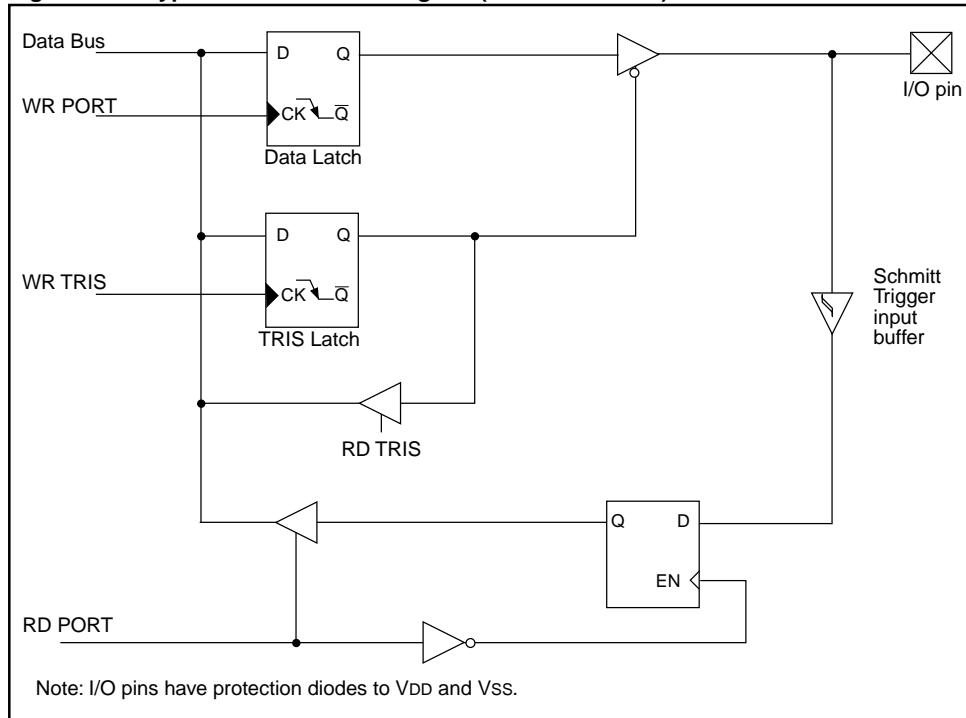 Data Bus
D Q
WR PORT
CK Q̅
Data Latch
I/O pin
D Q
WR TRIS
CK Q̅
TRIS Latch
Schmitt
Trigger
input
buffer
RD TRIS
Q D
EN
RD PORT
Note: I/O pins have protection diodes to VDD and VSS.